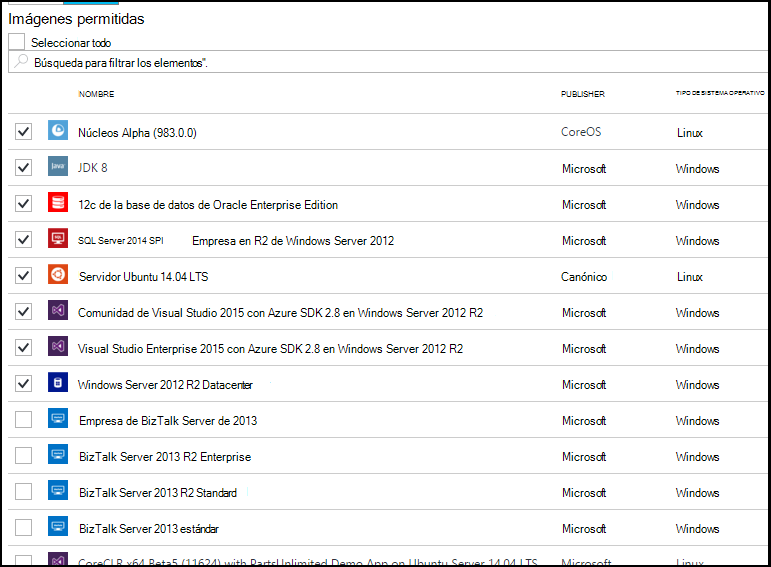 Imágenes permitidas
Seleccionar todo
Búsqueda para filtrar los elementos".
NOMBRE PUBLISHER TIPO DE SISTEMA OPERATIVO
Núcleos Alpha (983.0.0) CoreOS Linux
Java JDK 8 Microsoft Windows
12c de la base de datos de Oracle Enterprise Edition Microsoft Windows
SQL Server 2014 SPI Empresa en R2 de Windows Server 2012 Microsoft Windows
Servidor Ubuntu 14.04 LTS Canónico Linux
Comunidad de Visual Studio 2015 con Azure SDK 2.8 en Windows Server 2012 R2 Microsoft Windows
Visual Studio Enterprise 2015 con Azure SDK 2.8 en Windows Server 2012 R2 Microsoft Windows
Windows Server 2012 R2 Datacenter Microsoft Windows
Empresa de BizTalk Server de 2013 Microsoft Windows
BizTalk Server 2013 R2 Enterprise Microsoft Windows
BizTalk Server 2013 R2 Standard Microsoft Windows
BizTalk Server 2013 estándar Microsoft Windows
CoreCLR x64 Beta5 (11624) with PartsUnlimited Demo App on Ubuntu Server 14.04 LTS Microsoft Linux